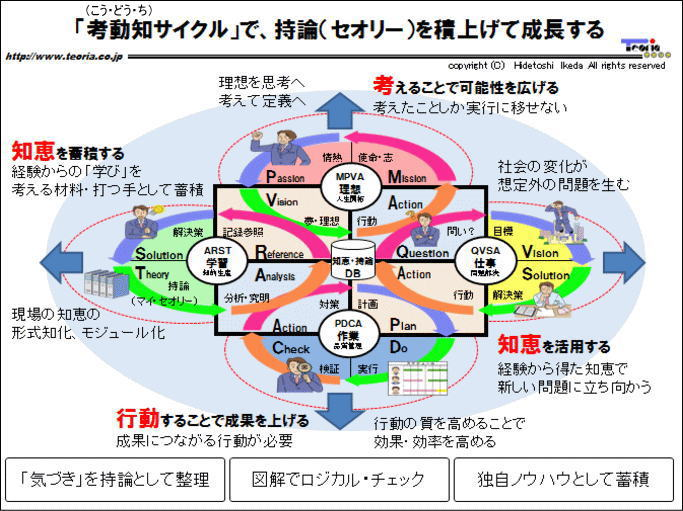 (こう・どう・ち)
「考動知サイクル」で、持論(セオリー)を積上げて成長する
http://www.teoria.co.jp
Teoria
copyright (C) Hidetoshi Ikeda All rights reserved
理想を思考へ
考えて定義へ
考えることで可能性を広げる
考えたことしか実行に移せない
知恵を蓄積する
経験からの「学び」を
考える材料・打つ手として蓄積
社会の変化が
想定外の問題を生む
情熱
使命・志
Passion
MPVA
理想
人生開拓
Mission
Vision
Action
夢・理想
行動
解決策
記録参照
問い?
目標
Solution
ARST
学習
知的生産
Reference
知恵・持論
DB
Question
QVSA
仕事
問題解決
Vision
Theory
Analysis
Action
Solution
持論
(マイ・セオリー)
分析・究明
対策
計画
行動
解決策
現場の知恵の
形式知化、モジュール化
Action
PDCA
作業
品質管理
Plan
Check
Do
検証
実行
知恵を活用する
経験から得た知恵で
新しい問題に立ち向かう
行動することで成果を上げる
成果につながる行動が必要
行動の質を高めることで
効果・効率を高める
「気づき」を持論として整理
図解でロジカル・チェック
独自ノウハウとして蓄積